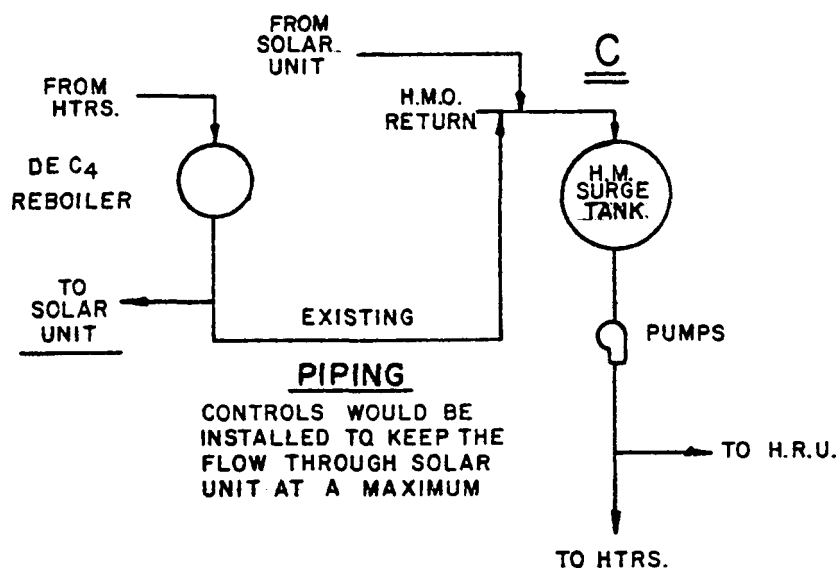 FROM
SOLAR
UNIT
C
FROM
HTRS.
H.M.O.
RETURN
DE C4
REBOILER
H.M.
SURGE
TANK.
TO
SOLAR
UNIT
EXISTING
PUMPS
PIPING
CONTROLS WOULD BE
INSTALLED TO KEEP THE
FLOW THROUGH SOLAR
UNIT AT A MAXIMUM
TO H.R.U.
TO HTRS.